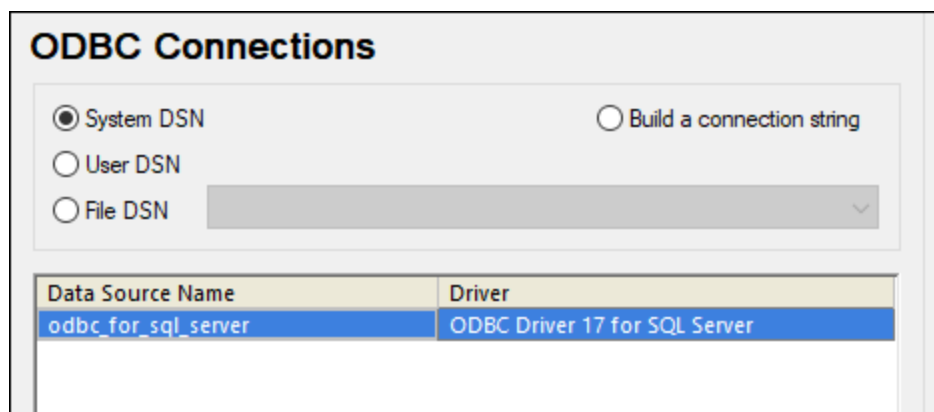 ODBC Connections
System DSN
Build a connection string
User DSN
File DSN
Data Source Name Driver
odbc_for_sql_server ODBC Driver 17 for SQL Server